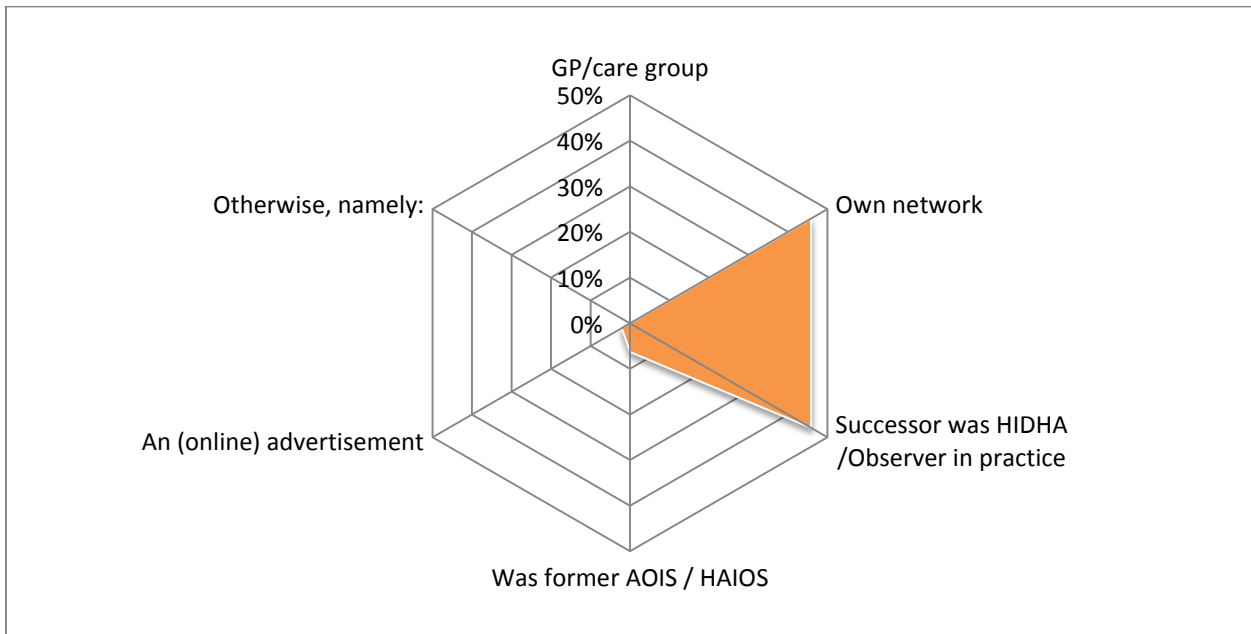 GP/care group
50%
40%
30%
20%
10%
0%
Own network
Successor was HIDHA
/Observer in practice
Was former AOIS / HAIOS
An (online) advertisement
Otherwise, namely: